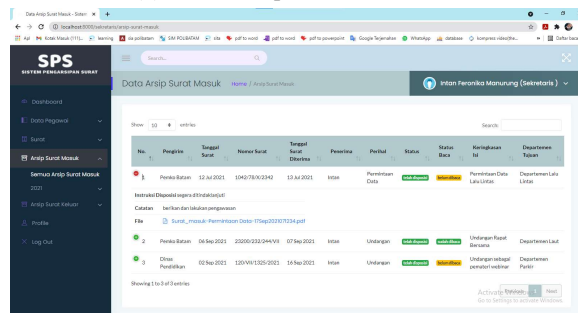 Data Arsip Surat Masuk - Sistem
localhost:8000/sekretaris/arsip-surat-masuk
Apl Kotak Masuk (111)... learning sia polibatam SIM POLIBATAM sila pdf to word pdf to word pdf to powerpoint Google Terjemahan WhatsApp database kompress video/the... Daftar baca
SPS
SISTEM PENGARSIPAN SURAT
Search...
Data Arsip Surat Masuk Home / Arsip Surat Masuk
Intan Feronika Manurung (Sekretaris)
Dashboard
Data Pegawai
Surat
Arsip Surat Masuk
Semua Arsip Surat Masuk
2021
Arsip Surat Keluar
Profile
Log Out
Show 10 entries Search:
No. Pengirim Tanggal Surat Nomor Surat Tanggal Surat Diterima Penerima Perihal Status Status Baca Keringkasan Isi Departemen Tujuan
1 Pemko Batam 12 Jul 2021 1042/78/X/2342 13 Jul 2021 Intan Permintaan Data telah disposisi belum dibaca Permintaan Data Lalu Lintas Departemen Lalu Lintas
Instruksi Disposisi segera ditindaklanjuti
Catatan berikan dan lakukan pengawasan
File Surat_masuk-Permintaan Data-17Sep2021071234.pdf
2 Pemko Batam 06 Sep 2021 23200/232/244/VII 07 Sep 2021 Intan Undangan telah disposisi sudah dibaca Undangan Rapat Bersama Departemen Laut
3 Dinas Pendidikan 02 Sep 2021 120/VII/1325/2021 16 Sep 2021 Intan Undangan telah disposisi belum dibaca Undangan sebagai pemateri webinar Departemen Parkir
Showing 1 to 3 of 3 entries
Previous 1 Next
Activate Windows
Go to Settings to activate Windows.